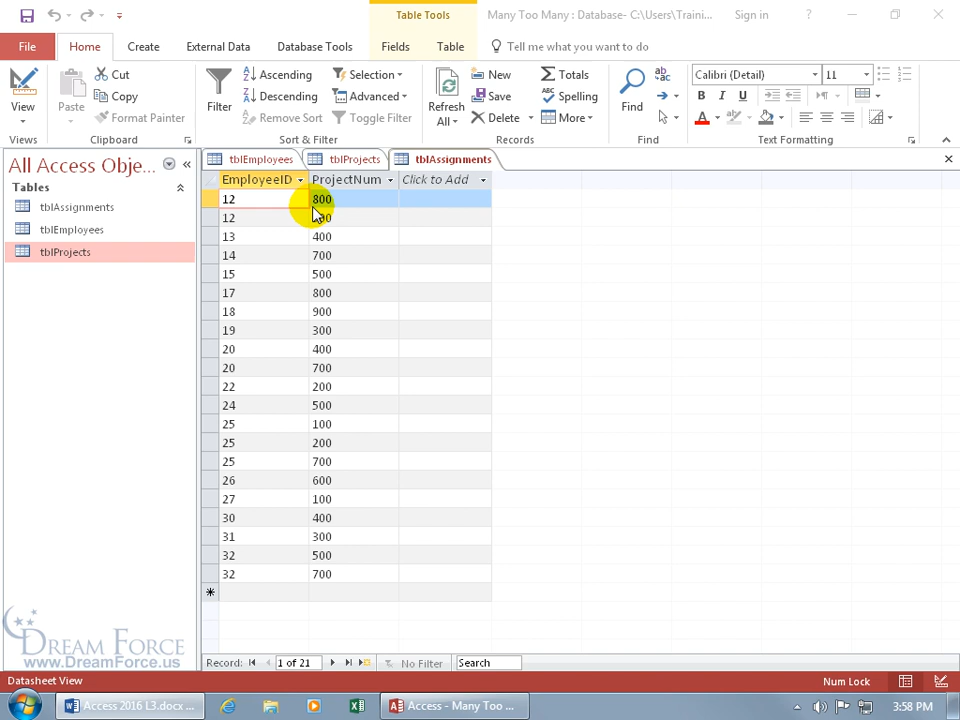 Table Tools
Many Too Many : Database- C:\Users\Traini...
Sign in
?
File
Home
Create
External Data
Database Tools
Fields
Table
Tell me what you want to do
View
Views
Paste
Cut
Copy
Format Painter
Clipboard
Filter
Ascending
Descending
Remove Sort
Selection
Advanced
Toggle Filter
Sort & Filter
Refresh
All
New
Save
Delete
Totals
Spelling
More
Records
Find
Find
Calibri (Detail)
11
B I U
Text Formatting
All Access Obje...
Tables
tblAssignments
tblEmployees
tblProjects
tblEmployees
tblProjects
tblAssignments
EmployeeID ProjectNum Click to Add
12 800
12
13 400
14 700
15 500
17 800
18 900
19 300
20 400
20 700
22 200
24 500
25 100
25 200
25 700
26 600
27 100
30 400
31 300
32 500
32 700
Record: 1 of 21 No Filter Search
DREAM FORCE
www.DreamForce.us
Datasheet View
Num Lock
Access 2016 L3.docx ...
Access - Many Too ...
3:58 PM